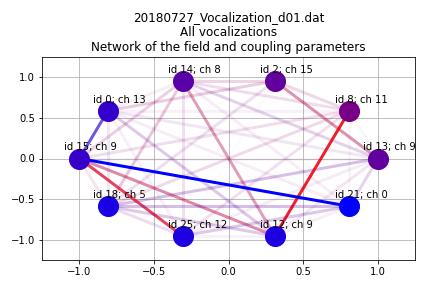 20180727_Vocalization_d01.dat
All vocalizations
Network of the field and coupling parameters
1.0
0.5
0.0
−0.5
−1.0
id 14; ch 8
id 2; ch 15
id 0; ch 13
id 8; ch 11
id 15; ch 9
id 13; ch 9
id 18; ch 5
id 21; ch 0
id 25; ch 12
id 12; ch 9
−1.0 −0.5 0.0 0.5 1.0